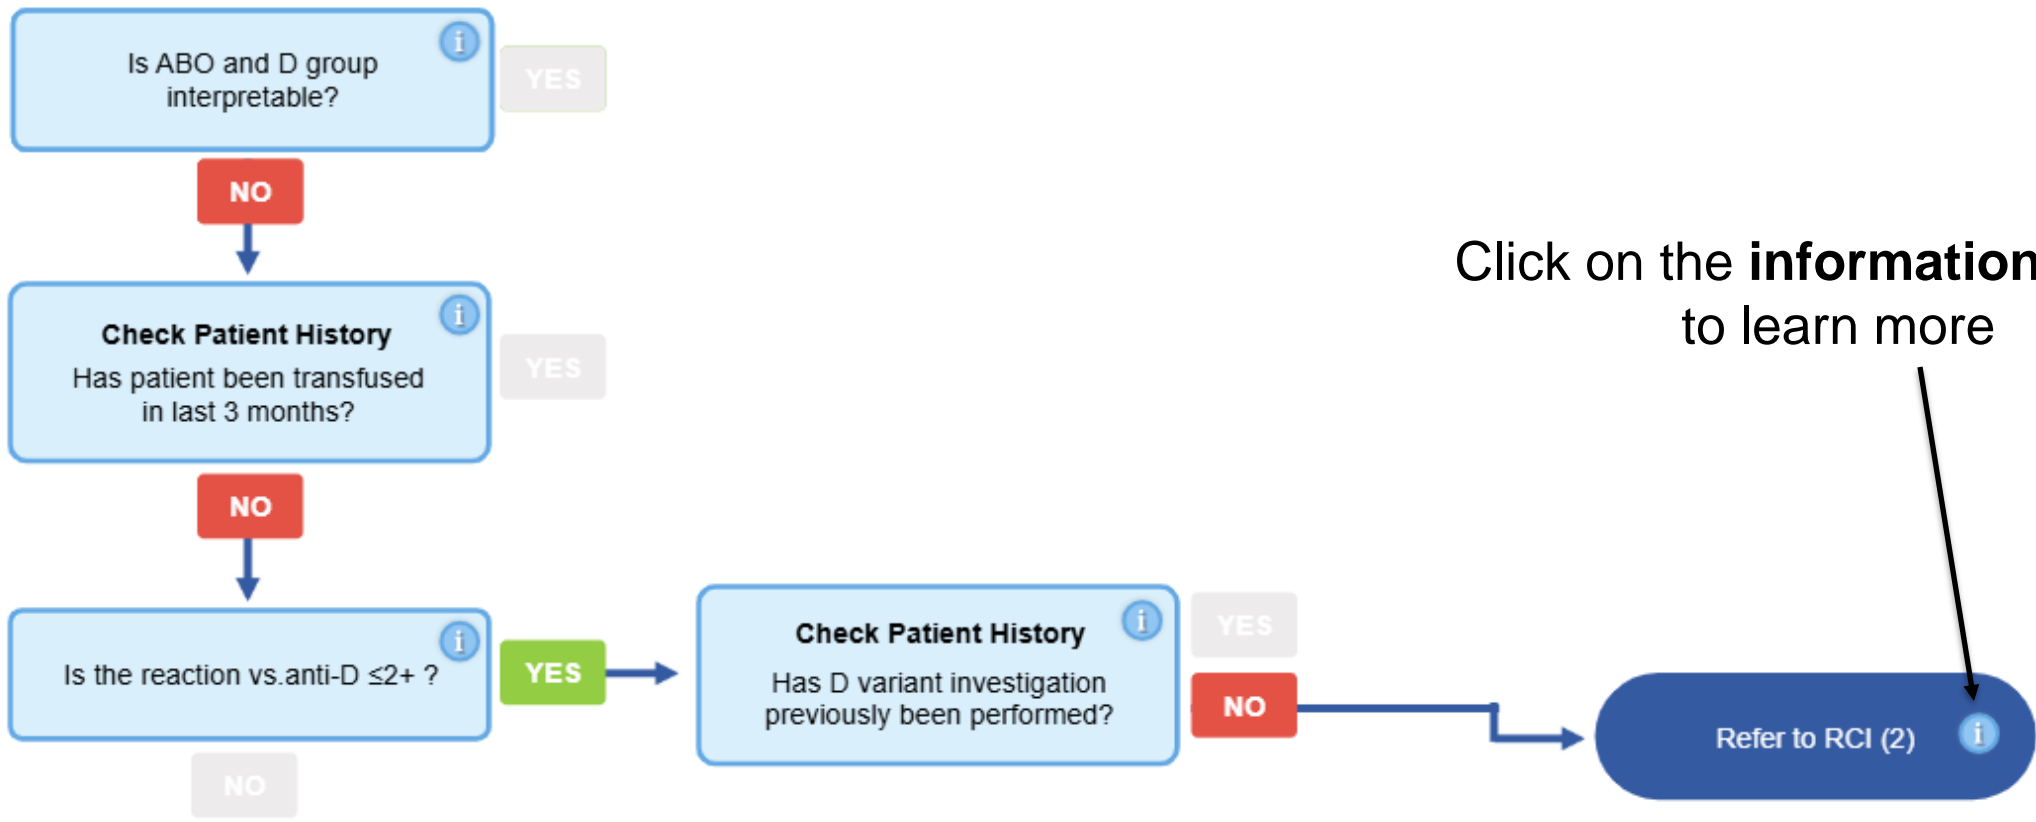 Is ABO and D group
interpretable?
YES
NO
Check Patient History
Has patient been transfused
in last 3 months?
YES
NO
Click on the information
to learn more
Is the reaction vs.anti-D ≤2+ ?
YES
NO
Check Patient History
Has D variant investigation
previously been performed?
YES
NO
Refer to RCI (2)